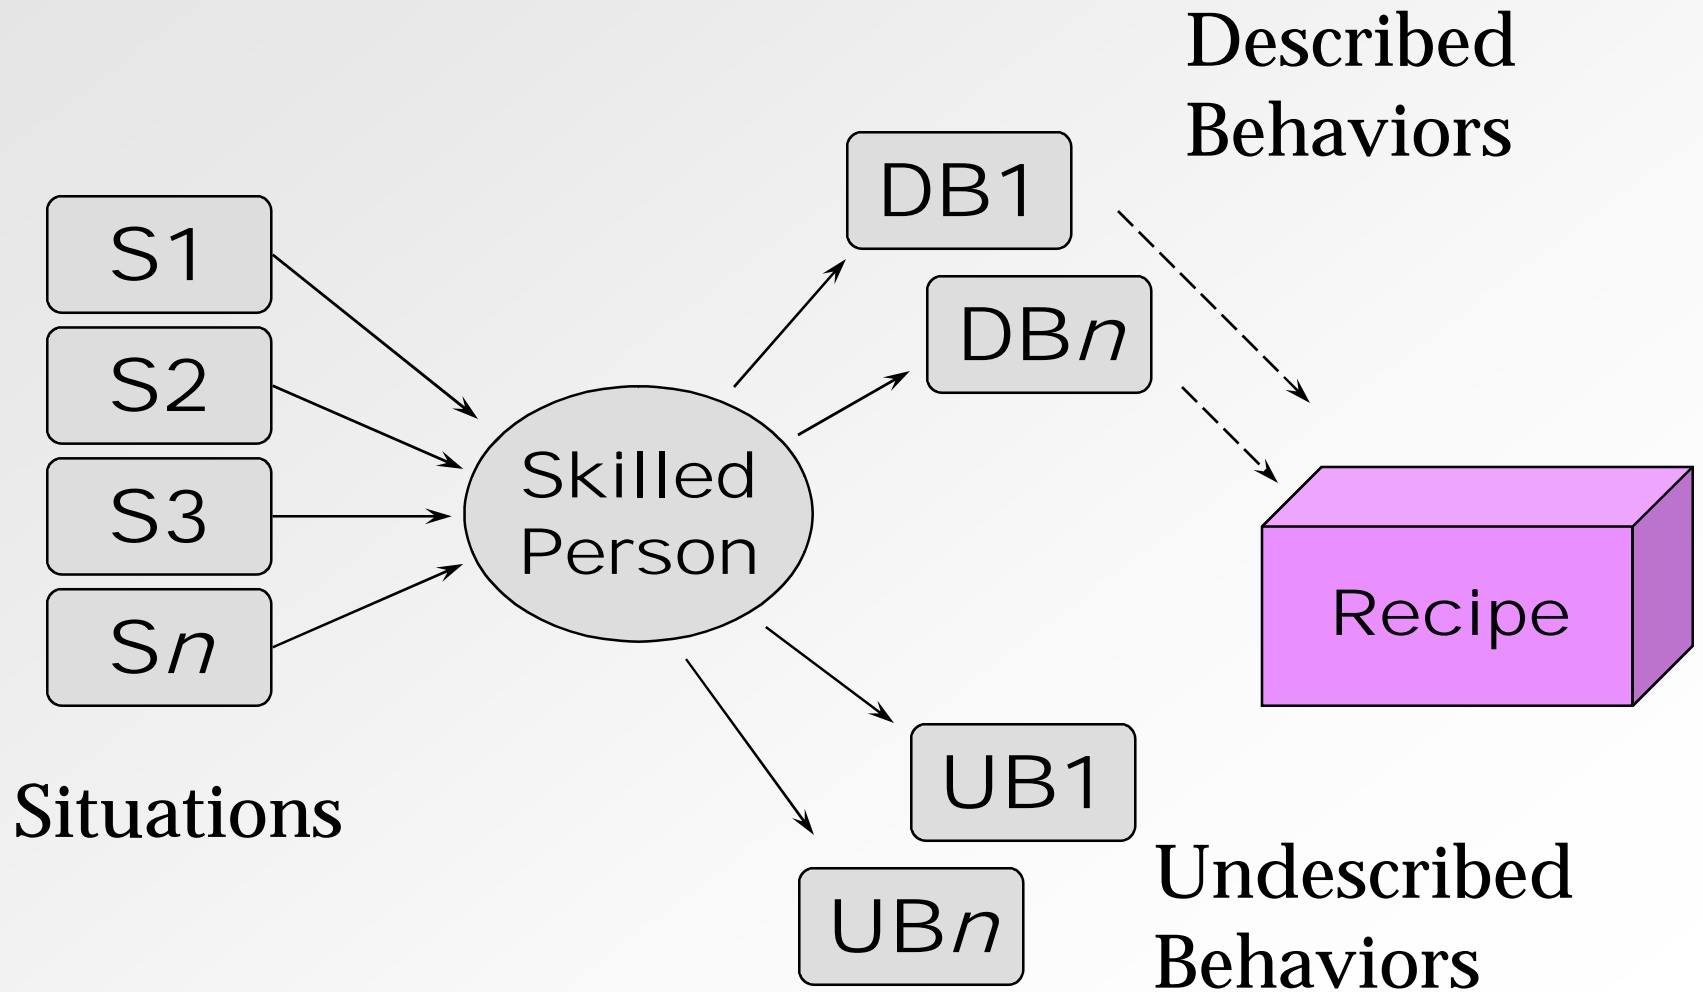 Described
Behaviors
DB1
DBn
S1
S2
S3
Sn
Skilled
Person
Recipe
Situations
UB1
UBn
Undescribed
Behaviors